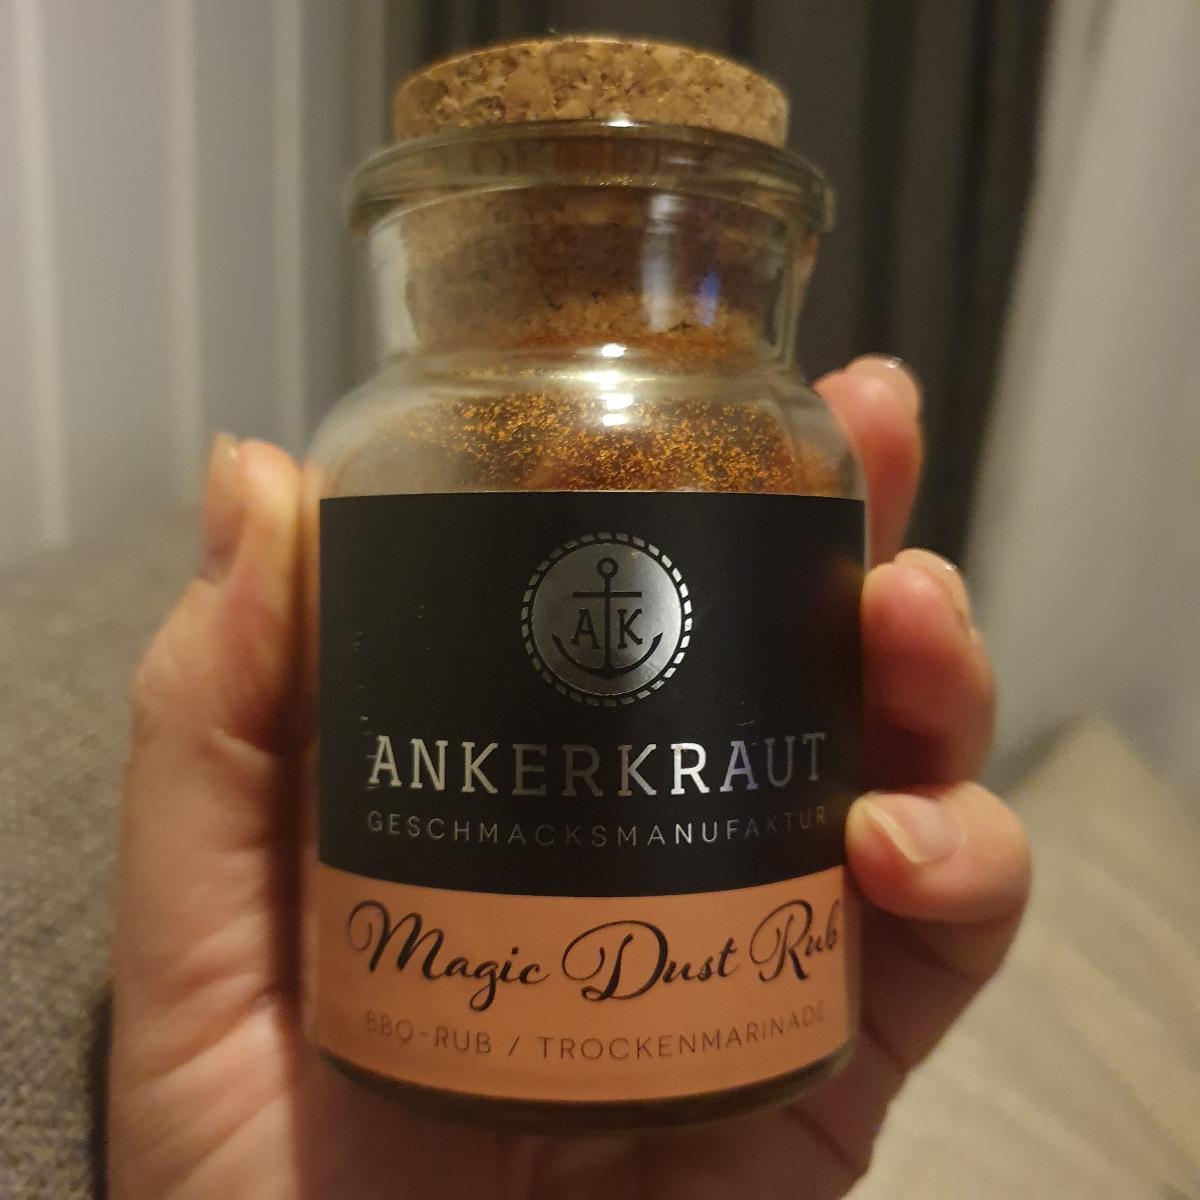 A K
ANKERKRAUT
GESCHMACKSMANUFAKTUR
Magic Dust Rub
BBQ-RUB / TROCKENMARINADE